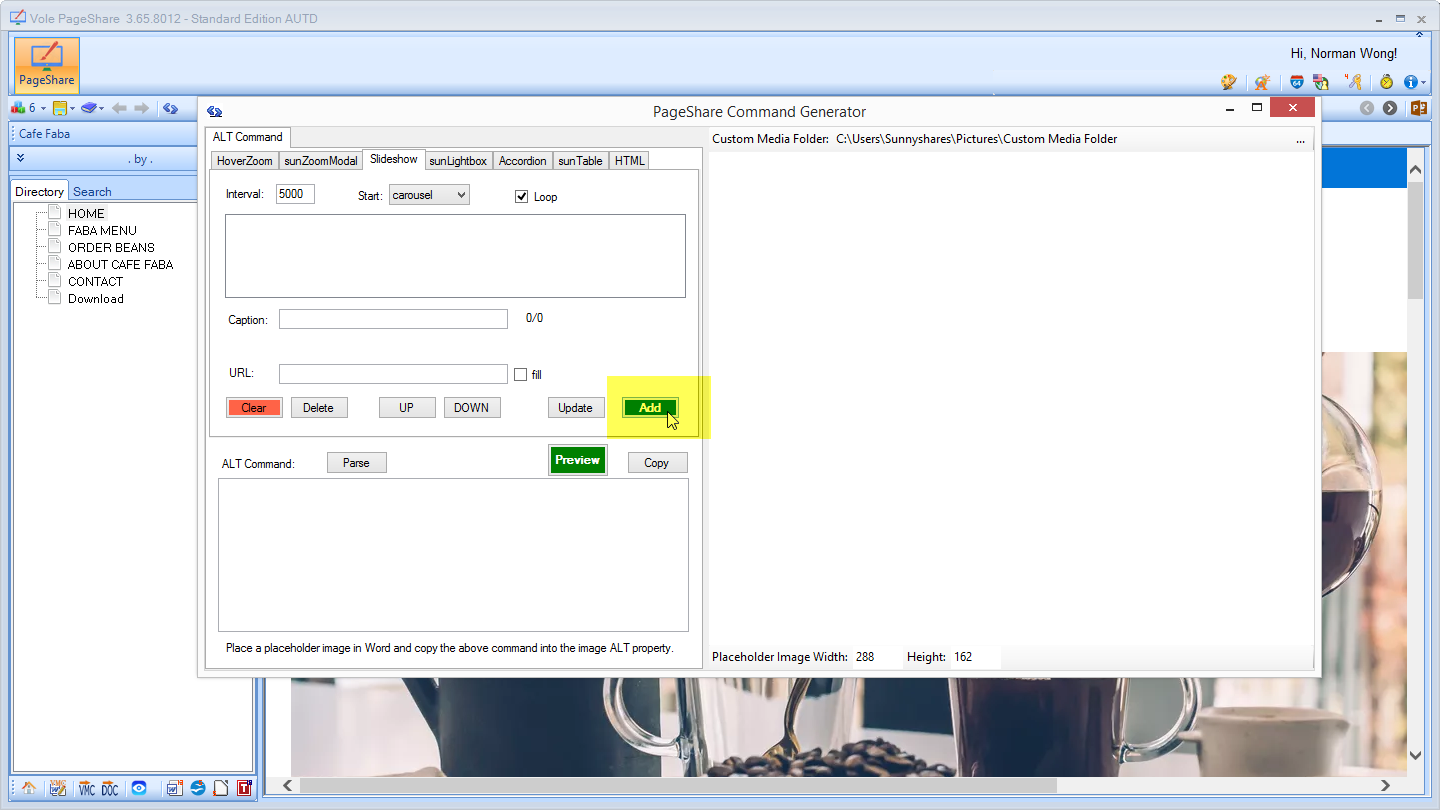 Vole PageShare 3.65.8012 - Standard Edition AUTD
PageShare
Hi, Norman Wong!
6
Cafe Faba
. by .
Directory Search
HOME
FABA MENU
ORDER BEANS
ABOUT CAFE FABA
CONTACT
Download
VMC DOC
PageShare Command Generator
ALT Command
HoverZoom sunZoomModal Slideshow sunLightbox Accordion sunTable HTML
Interval: 5000 Start: carousel Loop
Caption: 0/0
URL: fill
Clear Delete UP DOWN Update Add
ALT Command: Parse Preview Copy
Place a placeholder image in Word and copy the above command into the image ALT property.
Custom Media Folder: C:\Users\Sunnyshares\Pictures\Custom Media Folder ...
Placeholder Image Width: 288 Height: 162